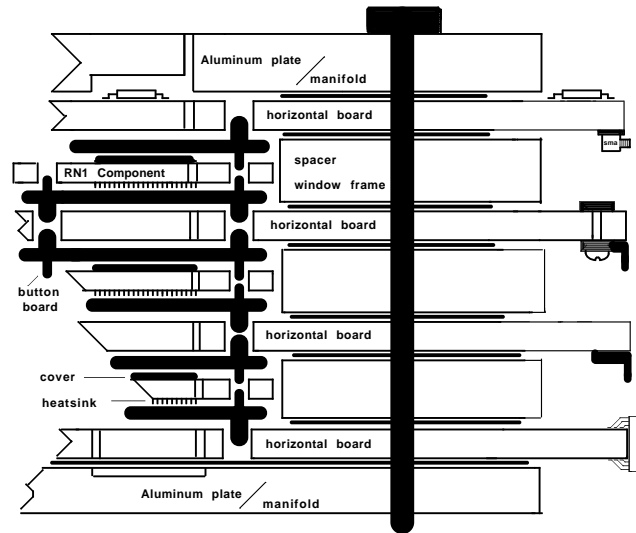 Aluminum plate
manifold
horizontal board
sma
spacer
RN1 Component
window frame
horizontal board
button
board
horizontal board
cover
heatsink
horizontal board
Aluminum plate
manifold